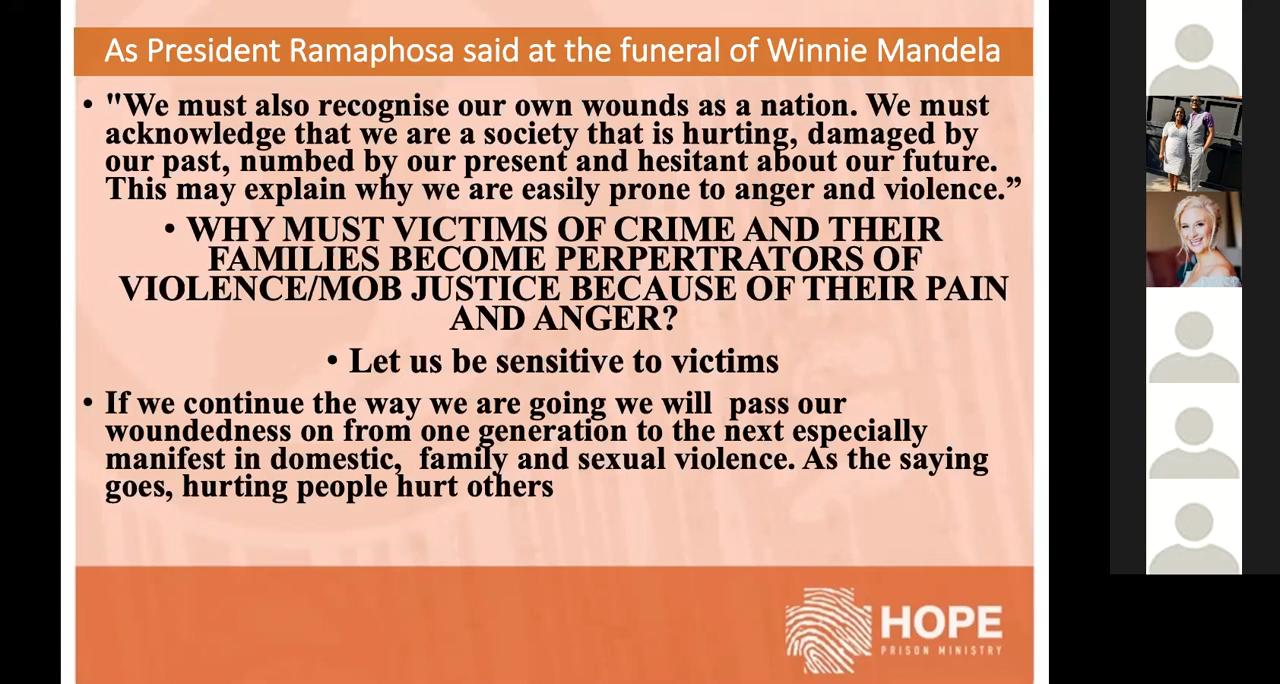 As President Ramaphosa said at the funeral of Winnie Mandela
• "We must also recognise our own wounds as a nation. We must
acknowledge that we are a society that is hurting, damaged by
our past, numbed by our present and hesitant about our future.
This may explain why we are easily prone to anger and violence.”
• WHY MUST VICTIMS OF CRIME AND THEIR
FAMILIES BECOME PERPERTRATORS OF
VIOLENCE/MOB JUSTICE BECAUSE OF THEIR PAIN
AND ANGER?
• Let us be sensitive to victims
• If we continue the way we are going we will  pass our
woundedness on from one generation to the next especially
manifest in domestic,  family and sexual violence. As the saying
goes, hurting people hurt others
HOPE
PRISON MINISTRY